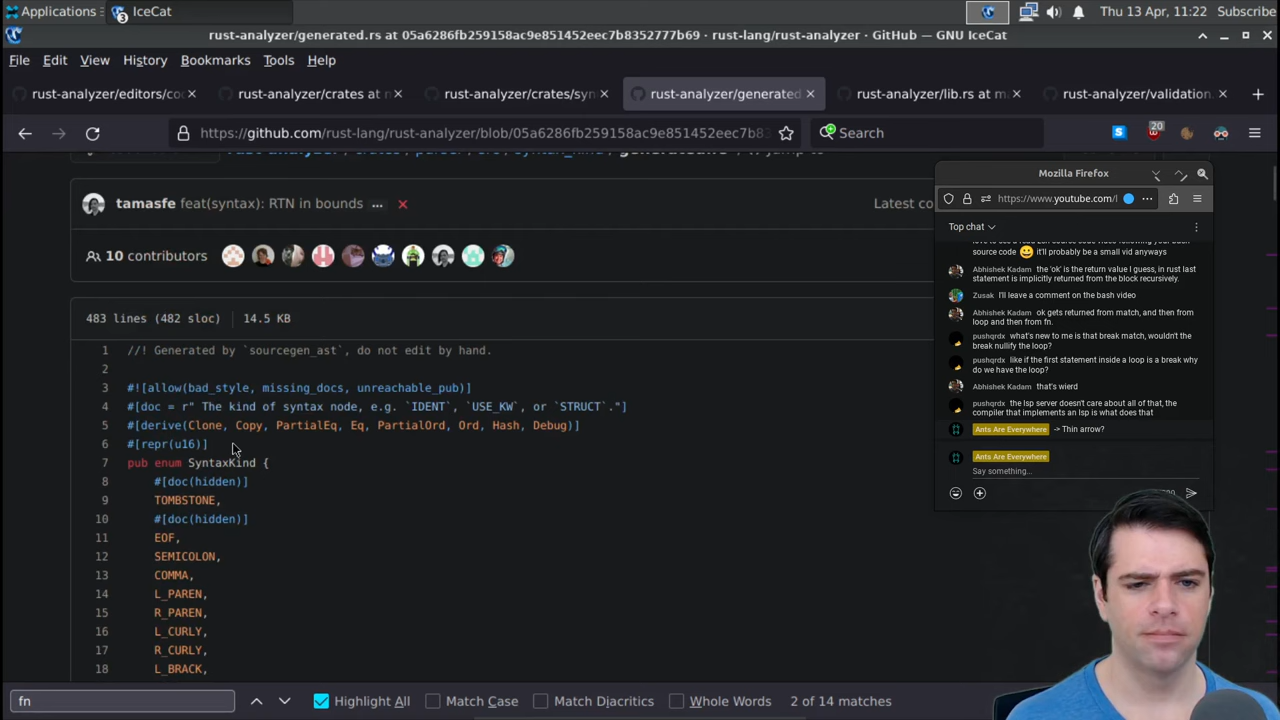 Applications
IceCat
Thu 13 Apr, 11:22 Subscribe
rust-analyzer/generated.rs at 05a6286fb259158ac9e851452eec7b8352777b69 · rust-lang/rust-analyzer · GitHub — GNU IceCat
File Edit View History Bookmarks Tools Help
rust-analyzer/editors/co
rust-analyzer/crates at n
rust-analyzer/crates/syn
rust-analyzer/generated
rust-analyzer/lib.rs at m
rust-analyzer/validation.
https://github.com/rust-lang/rust-analyzer/blob/05a6286fb259158ac9e851452eec7b83
Search
20
tamasfe feat(syntax): RTN in bounds ...
Latest co
10 contributors
483 lines (482 sloc) 14.5 KB
1 //! Generated by `sourcegen_ast`, do not edit by hand.
2
3 #![allow(bad_style, missing_docs, unreachable_pub)]
4 #[doc = r" The kind of syntax node, e.g. `IDENT`, `USE_KW`, or `STRUCT`."]
5 #[derive(Clone, Copy, PartialEq, Eq, PartialOrd, Ord, Hash, Debug)]
6 #[repr(u16)]
7 pub enum SyntaxKind {
8 #[doc(hidden)]
9 TOMBSTONE,
10 #[doc(hidden)]
11 EOF,
12 SEMICOLON,
13 COMMA,
14 L_PAREN,
15 R_PAREN,
16 L_CURLY,
17 R_CURLY,
18 L_BRACK,
Mozilla Firefox
https://www.youtube.com/l
Top chat
source code 😀 it'll probably be a small vid anyways
Abhishek Kadam the 'ok' is the return value I guess, in rust last
statement is implicitly returned from the block recursively.
Zusak I'll leave a comment on the bash video
Abhishek Kadam ok gets returned from match, and then from
loop and then from fn.
pushqrdx what's new to me is that break match, wouldn't the
break nullify the loop?
pushqrdx like if the first statement inside a loop is a break why
do we have the loop?
Abhishek Kadam that's wierd
pushqrdx the lsp server doesn't care about all of that, the
compiler that implements an lsp is what does that
Ants Are Everywhere -> Thin arrow?
Ants Are Everywhere
Say something...
fn
Highlight All
Match Case
Match Diacritics
Whole Words
2 of 14 matches